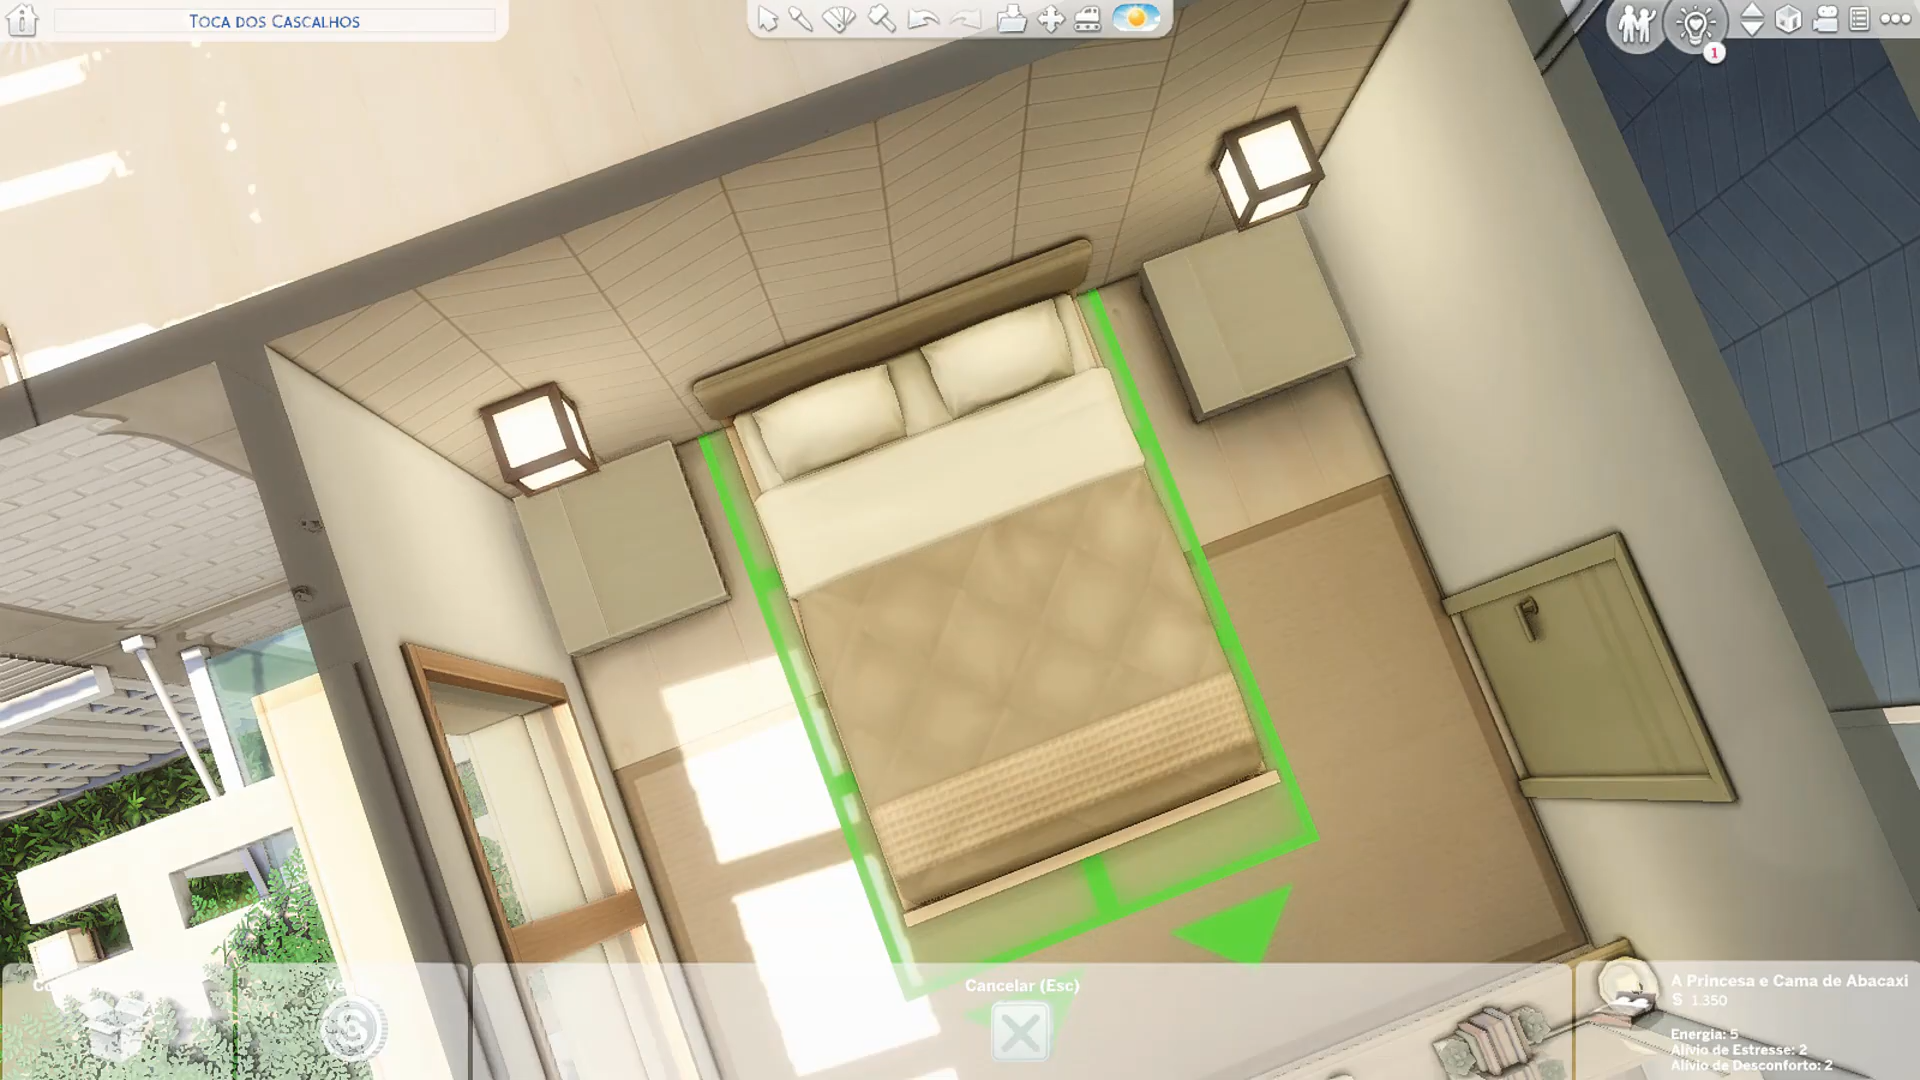 Toca dos Cascalhos
1
Cancelar (Esc)
A Princesa e Cama de Abacaxi
1.350
Energia: 5
Alívio de Estresse: 2
Alívio de Desconforto: 2